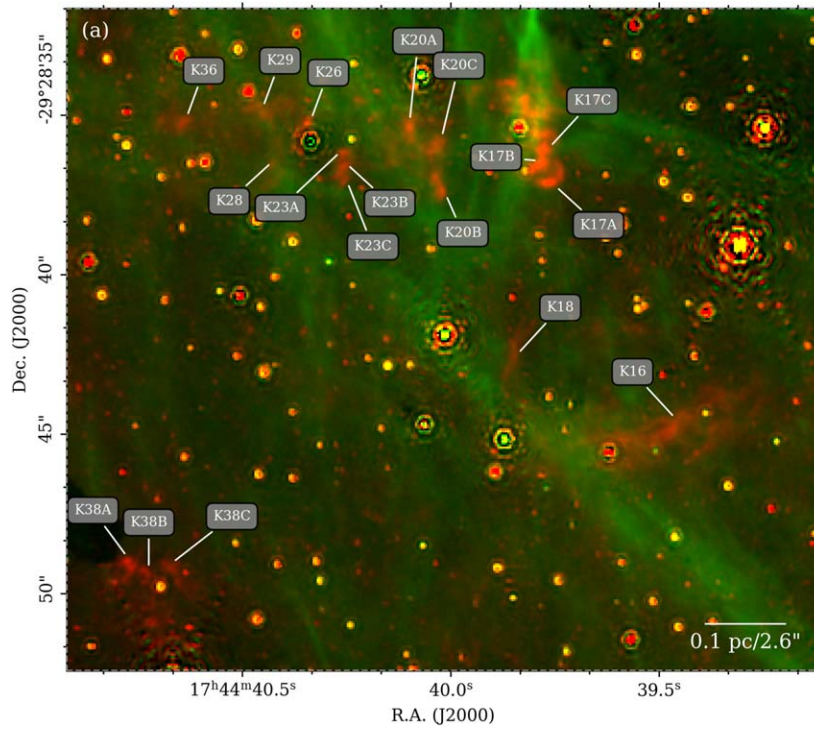 (a)
K20A
K20C
K29
K36
K26
K17C
K17B
K28
K23A
K23B
K20B
K17A
K23C
K18
K16
K38A
K38B
K38C
0.1 pc/2.6"
-29°28'35"
40"
45"
50"
Dec. (J2000)
17ʰ44ᵐ40.5ˢ
40.0ˢ
39.5ˢ
R.A. (J2000)